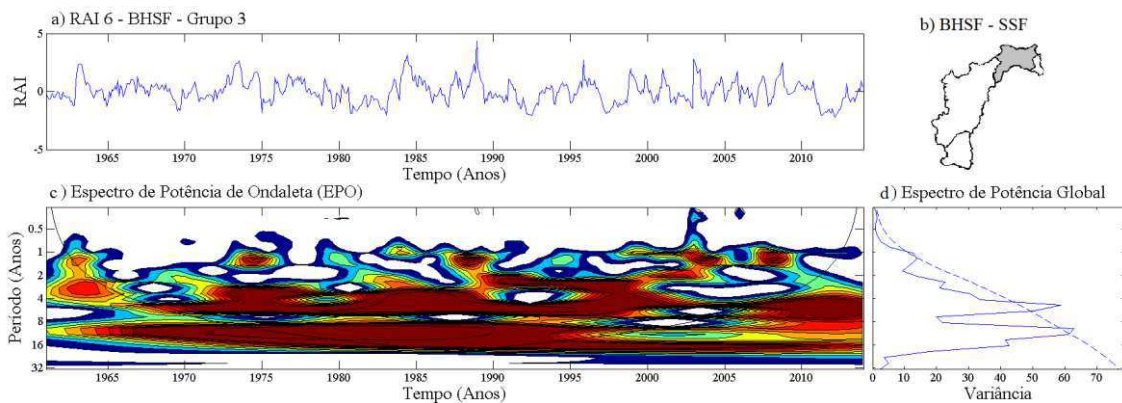 a) RAI 6 - BHSF - Grupo 3
b) BHSF - SSF
RAI
5
0
-5
1965 1970 1975 1980 1985 1990 1995 2000 2005 2010
Tempo (Anos)
c ) Espectro de Potência de Ondaleta (EPO)
d ) Espectro de Potência Global
Período (Anos)
0.5
1
2
4
8
16
32
1965 1970 1975 1980 1985 1990 1995 2000 2005 2010
Tempo (Anos)
0 10 20 30 40 50 60 70
Variância